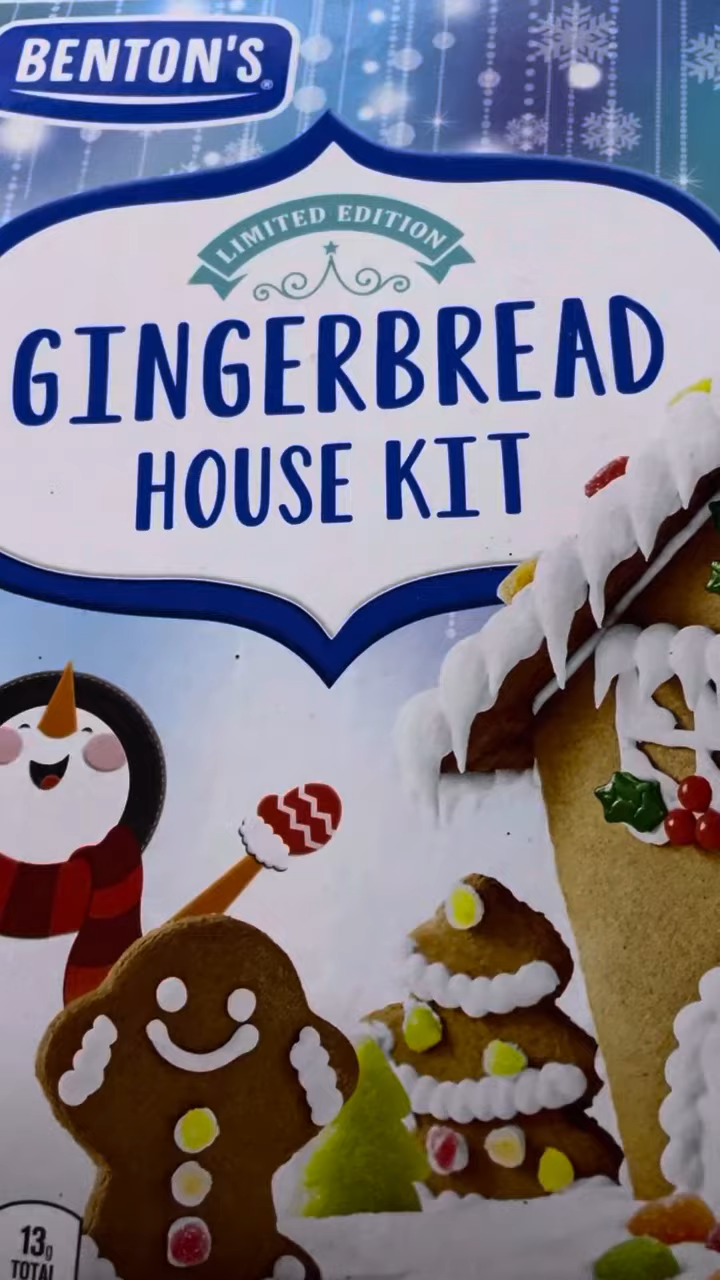 BENTON'S®
LIMITED EDITION
GINGERBREAD
HOUSE KIT
13g
TOTAL